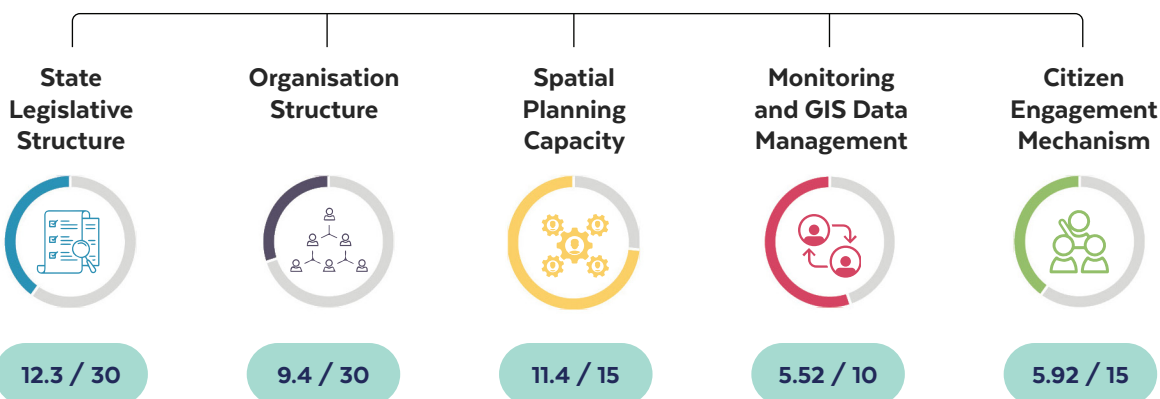 State
Legislative
Structure
Organisation
Structure
Spatial
Planning
Capacity
Monitoring
and GIS Data
Management
Citizen
Engagement
Mechanism
12.3 / 30
9.4 / 30
11.4 / 15
5.52 / 10
5.92 / 15